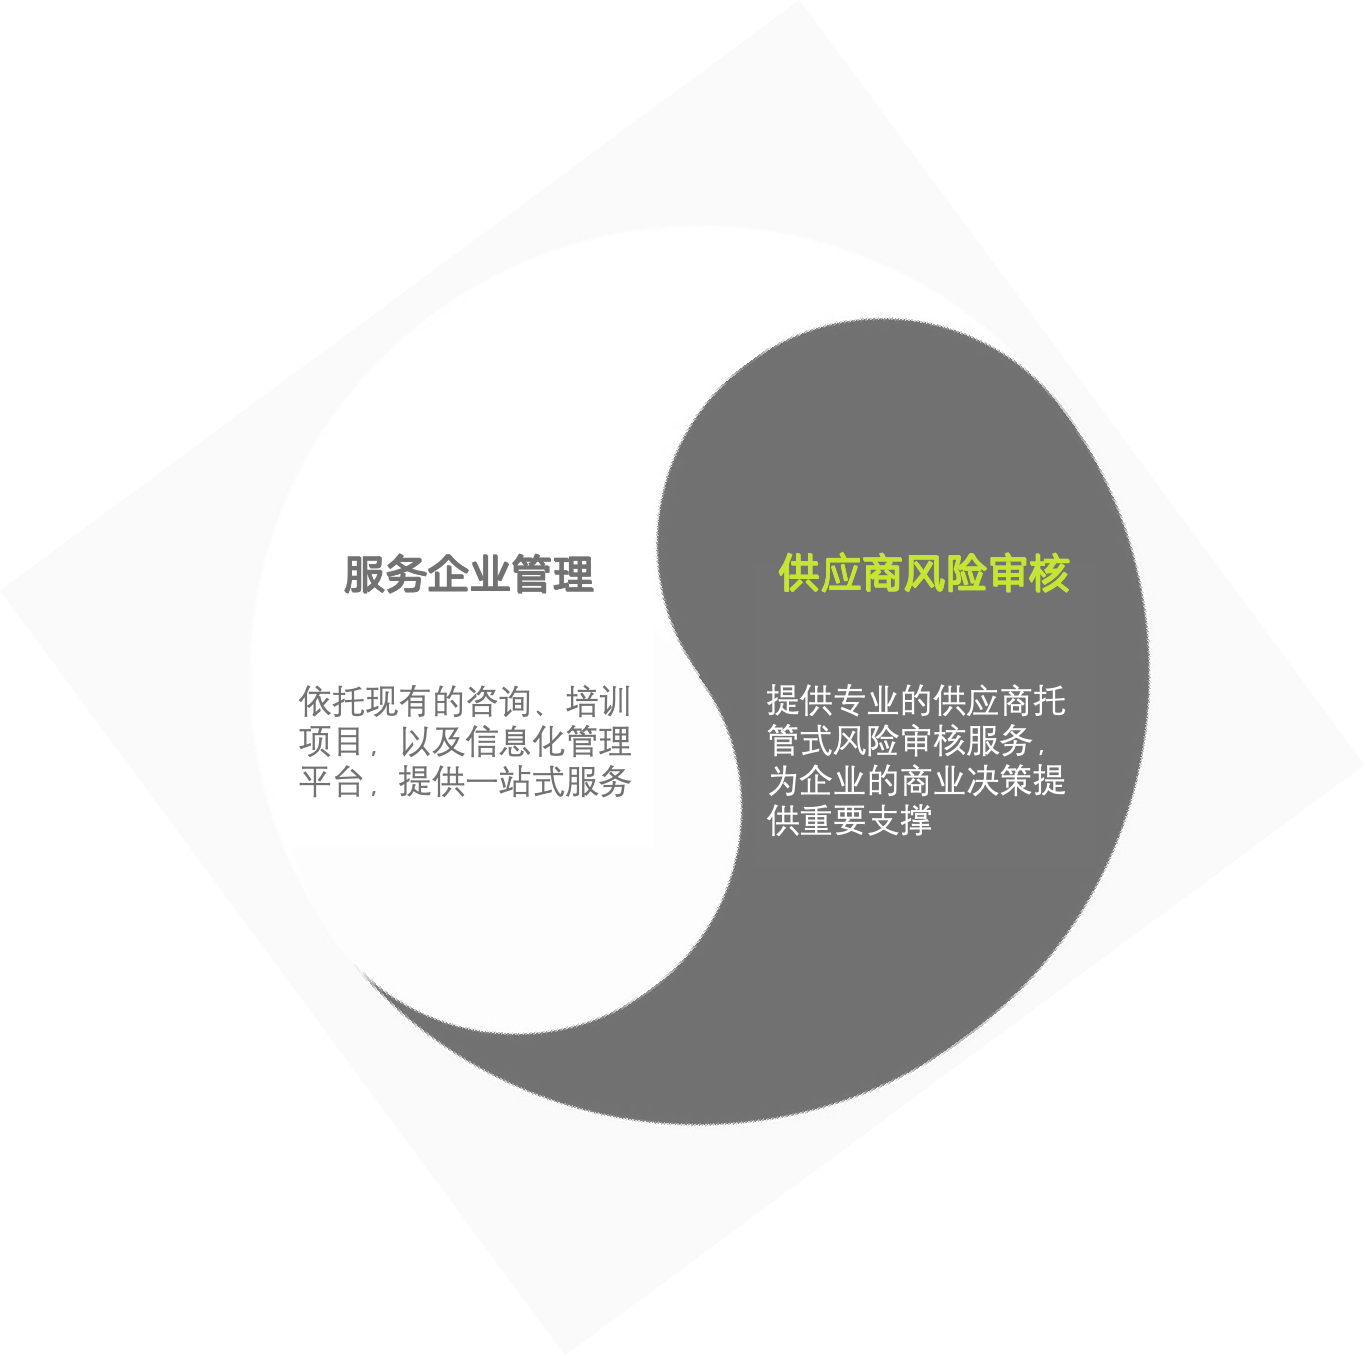 服务企业管理
依托现有的咨询、培训
项目，以及信息化管理
平台，提供一站式服务
供应商风险审核
提供专业的供应商托
管式风险审核服务，
为企业的商业决策提
供重要支撑